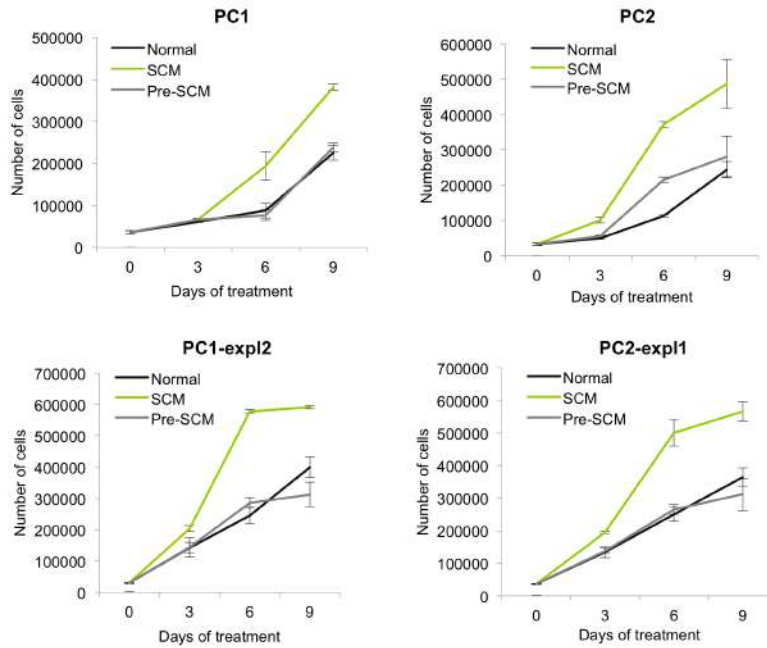 PC1
500000
400000
300000
200000
100000
0
Number of cells
Normal
SCM
Pre-SCM
0 3 6 9
Days of treatment
PC2
600000
500000
400000
300000
200000
100000
0
Number of cells
Normal
SCM
Pre-SCM
0 3 6 9
Days of treatment
PC1-expl2
700000
600000
500000
400000
300000
200000
100000
0
Number of cells
Normal
SCM
Pre-SCM
0 3 6 9
Days of treatment
PC2-expl1
700000
600000
500000
400000
300000
200000
100000
0
Number of cells
Normal
SCM
Pre-SCM
0 3 6 9
Days of treatment